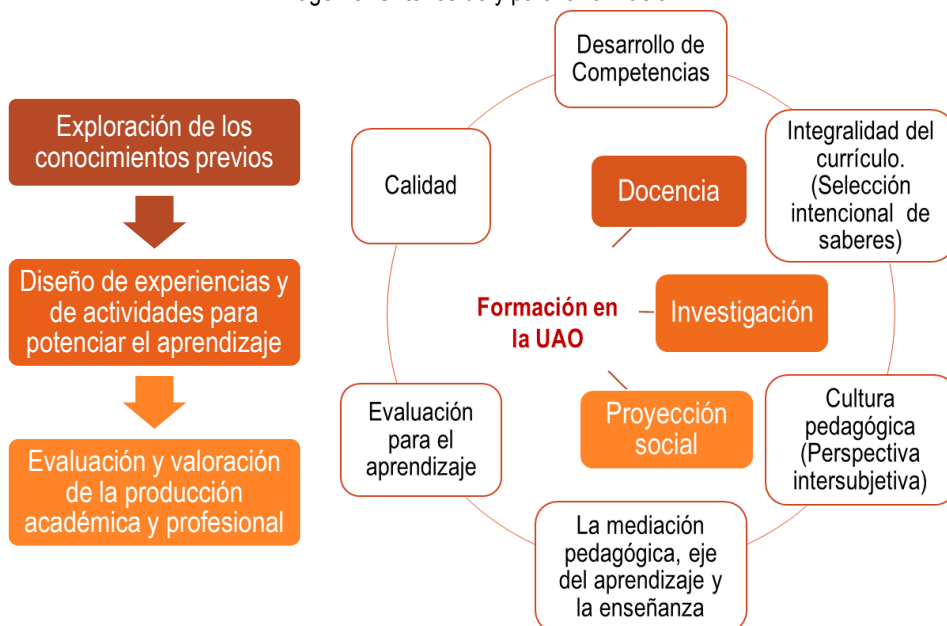 Exploración de los
conocimientos previos
Diseño de experiencias y
de actividades para
potenciar el aprendizaje
Evaluación y valoración
de la producción
académica y profesional
Desarrollo de
Competencias
Integralidad del
currículo.
(Selección
intencional de
saberes)
Cultura
pedagógica
(Perspectiva
intersubjetiva)
La mediación
pedagógica, eje
del aprendizaje y
la enseñanza
Evaluación
para el
aprendizaje
Calidad
Formación en
la UAO
Docencia
Investigación
Proyección
social